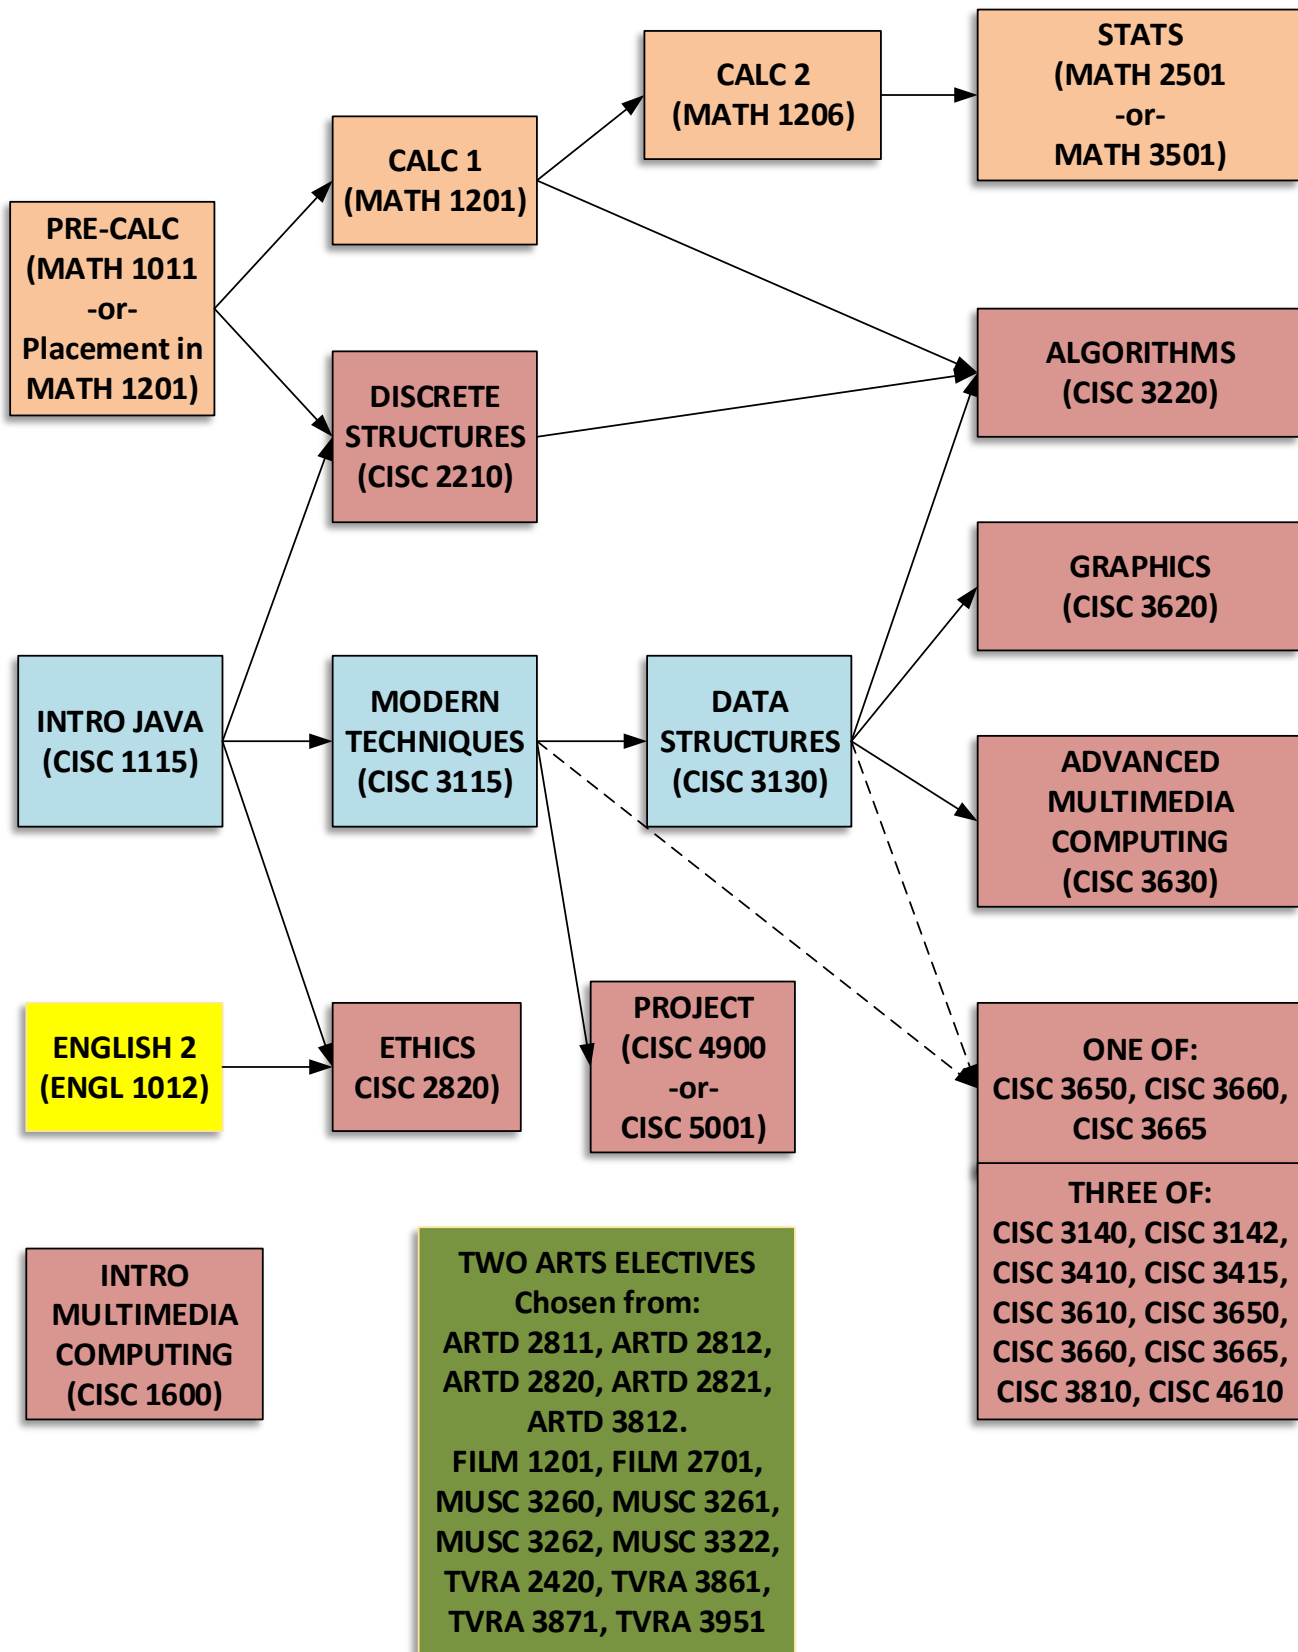 PRE-CALC
(MATH 1011
-or-
Placement in
MATH 1201)
CALC 1
(MATH 1201)
CALC 2
(MATH 1206)
STATS
(MATH 2501
-or-
MATH 3501)
DISCRETE
STRUCTURES
(CISC 2210)
ALGORITHMS
(CISC 3220)
GRAPHICS
(CISC 3620)
INTRO JAVA
(CISC 1115)
MODERN
TECHNIQUES
(CISC 3115)
DATA
STRUCTURES
(CISC 3130)
ADVANCED
MULTIMEDIA
COMPUTING
(CISC 3630)
ENGLISH 2
(ENGL 1012)
ETHICS
CISC 2820)
PROJECT
(CISC 4900
-or-
CISC 5001)
ONE OF:
CISC 3650, CISC 3660,
CISC 3665
THREE OF:
CISC 3140, CISC 3142,
CISC 3410, CISC 3415,
CISC 3610, CISC 3650,
CISC 3660, CISC 3665,
CISC 3810, CISC 4610
INTRO
MULTIMEDIA
COMPUTING
(CISC 1600)
TWO ARTS ELECTIVES
Chosen from:
ARTD 2811, ARTD 2812,
ARTD 2820, ARTD 2821,
ARTD 3812.
FILM 1201, FILM 2701,
MUSC 3260, MUSC 3261,
MUSC 3262, MUSC 3322,
TVRA 2420, TVRA 3861,
TVRA 3871, TVRA 3951